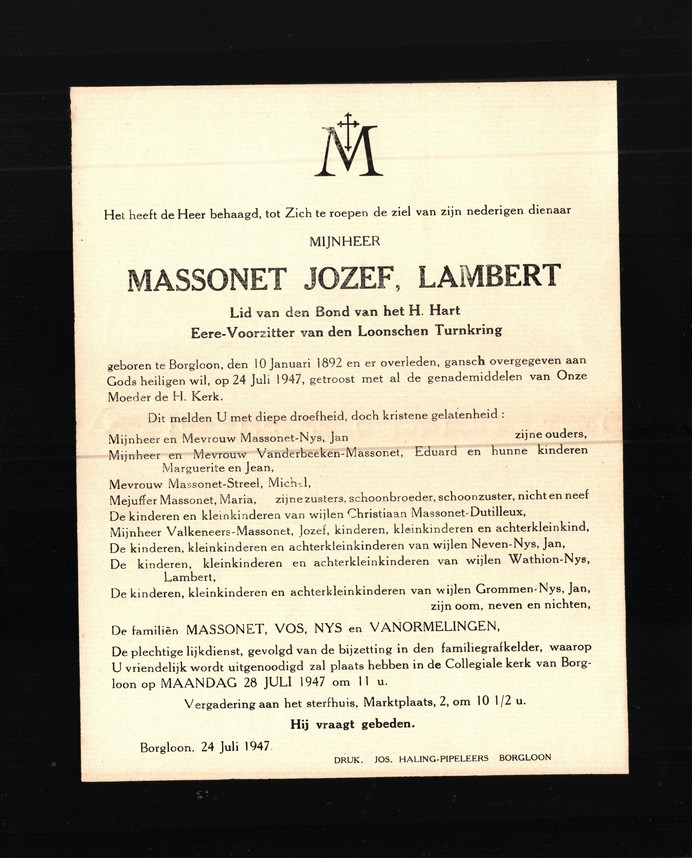 M
Het heeft de Heer behaagd, tot Zich te roepen de ziel van zijn nederigen dienaar
MIJNHEER
MASSONET JOZEF, LAMBERT
Lid van den Bond van het H. Hart
Eere-Voorzitter van den Loonschen Turnkring
geboren te Borgloon, den 10 Januari 1892 en er overleden, gansch overgegeven aan
Gods heiligen wil, op 24 Juli 1947, getroost met al de genademiddelen van Onze
Moeder de H. Kerk.
Dit melden U met diepe droefheid, doch kristene gelatenheid :
Mijnheer en Mevrouw Massonet-Nys, Jan zijne ouders,
Mijnheer en Mevrouw Vanderbeeken-Massonet, Eduard en hunne kinderen
Marguerite en Jean,
Mevrouw Massonet-Streel, Michel,
Mejuffer Massonet, Maria, zijne zusters, schoonbroeder, schoonzuster, nicht en neef
De kinderen en kleinkinderen van wijlen Christiaan Massonet-Dutilleux,
Mijnheer Valkeneers-Massonet, Jozef, kinderen, kleinkinderen en achterkleinkind,
De kinderen, kleinkinderen en achterkleinkinderen van wijlen Neven-Nys, Jan,
De kinderen, kleinkinderen en achterkleinkinderen van wijlen Wathion-Nys,
Lambert,
De kinderen, kleinkinderen en achterkleinkinderen van wijlen Grommen-Nys, Jan,
zijn oom, neven en nichten,
De familiën MASSONET, VOS, NYS en VANORMELINGEN,
De plechtige lijkdienst, gevolgd van de bijzetting in den familiegrafkelder, waarop
U vriendelijk wordt uitgenoodigd zal plaats hebben in de Collegiale kerk van Borg-
loon op MAANDAG 28 JULI 1947 om 11 u.
Vergadering aan het sterfhuis, Marktplaats, 2, om 10 1/2 u.
Hij vraagt gebeden.
Borgloon, 24 Juli 1947.
DRUK. JOS. HALING-PIPELEERS BORGLOON